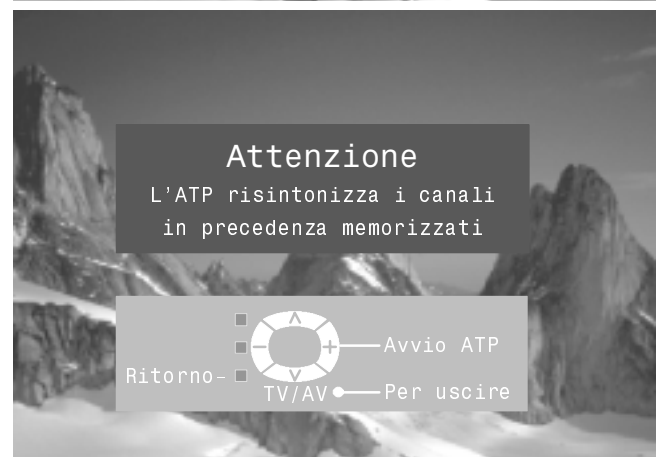 Attenzione
L'ATP risintonizza i canali
in precedenza memorizzati
Avvio ATP
Ritorno-
TV/AV Per uscire